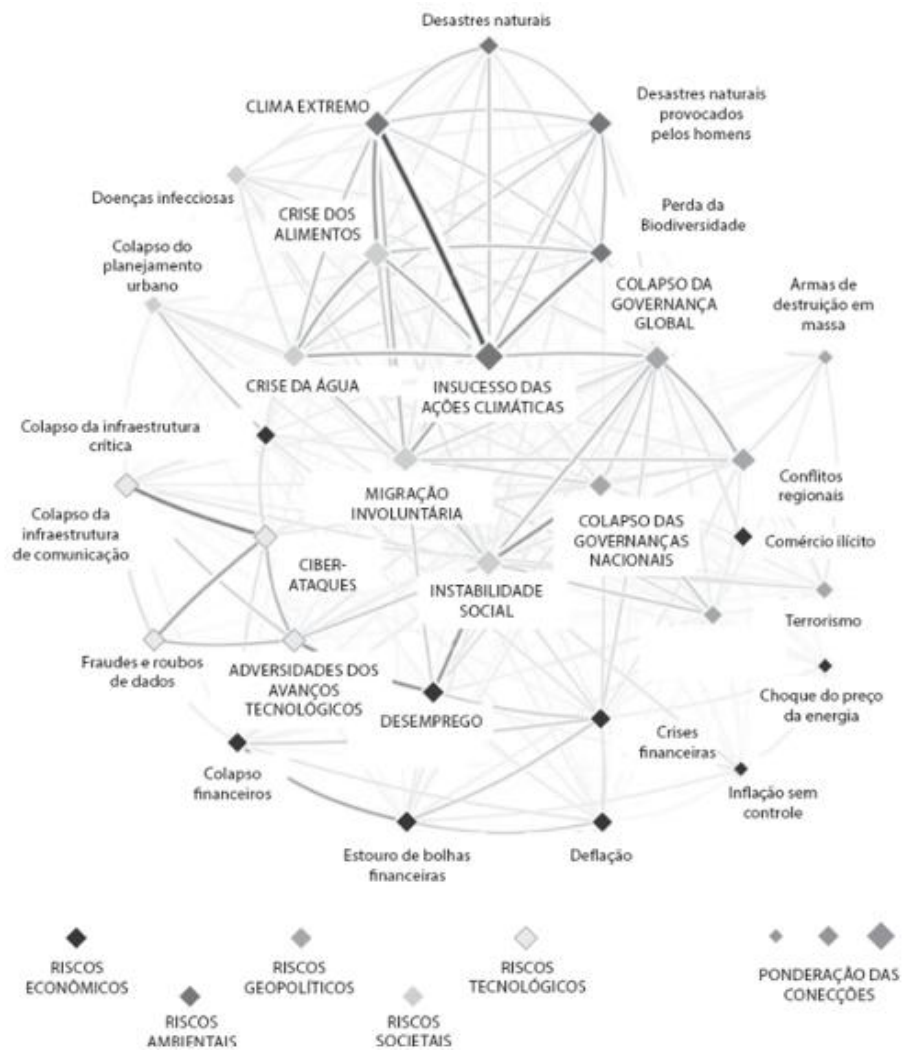 Desastres naturais
CLIMA EXTREMO
Desastres naturais
provocados
pelos homens
Doenças infecciosas
CRISE DOS
ALIMENTOS
Perda da
Biodiversidade
Colapso do
planejamento
urbano
COLAPSO DA
GOVERNANÇA
GLOBAL
Armas de
destruição em
massa
CRISE DA ÁGUA
INSUCESSO DAS
AÇÕES CLIMÁTICAS
Colapso da infraestrutura
crítica
Conflitos
regionais
MIGRAÇÃO
INVOLUNTÁRIA
Colapso da
infraestrutura
de comunicação
COLAPSO DAS
GOVERNANÇAS
NACIONAIS
Comércio ilícito
CIBER-
ATAQUES
INSTABILIDADE
SOCIAL
Terrorismo
Fraudes e roubos
de dados
ADVERSIDADES DOS
AVANÇOS
TECNOLÓGICOS
DESEMPREGO
Choque do preço
da energia
Crises
financeiras
Colapso
financeiros
Inflação sem
controle
Estouro de bolhas
financeiras
Deflação
RISCOS
ECONÔMICOS
RISCOS
AMBIENTAIS
RISCOS
GEOPOLÍTICOS
RISCOS
SOCIETAIS
RISCOS
TECNOLÓGICOS
PONDERAÇÃO DAS
CONECÇÕES